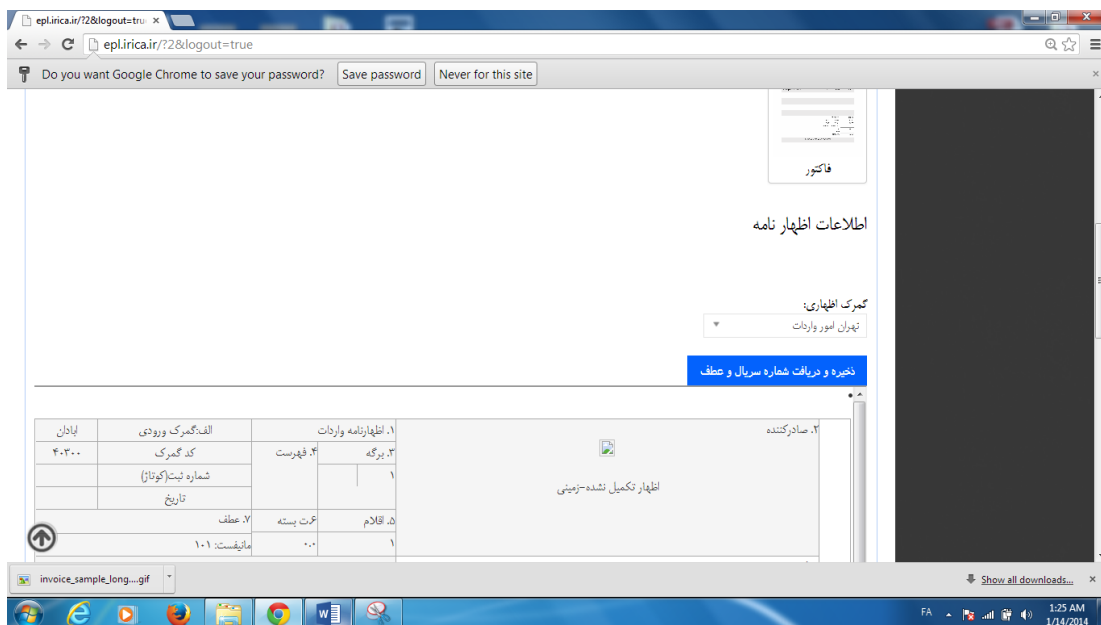 epl.irica.ir/?2&logout=tru
epl.irica.ir/?2&logout=true
Do you want Google Chrome to save your password? Save password Never for this site
فاکتور
اطلاعات اظهار نامه
گمرک اظهاری:
تهران امور واردات
ذخیره و دریافت شماره سریال و عطف
۲. صادرکننده
اظهار تکمیل نشده-زمینی
۱. اظهارنامه واردات
الف:گمرک ورودی
ابادان
۳. برگه
۴. فهرست
کد گمرک
۴۰۳۰۰
۱
شماره ثبت(کوتاژ)
تاریخ
۵. اقلام
۶.ت بسته
۷. عطف
۱
۰.۰
مانیفست: ۱۰۱
invoice_sample_long....gif
Show all downloads...
FA
1:25 AM
1/14/2014